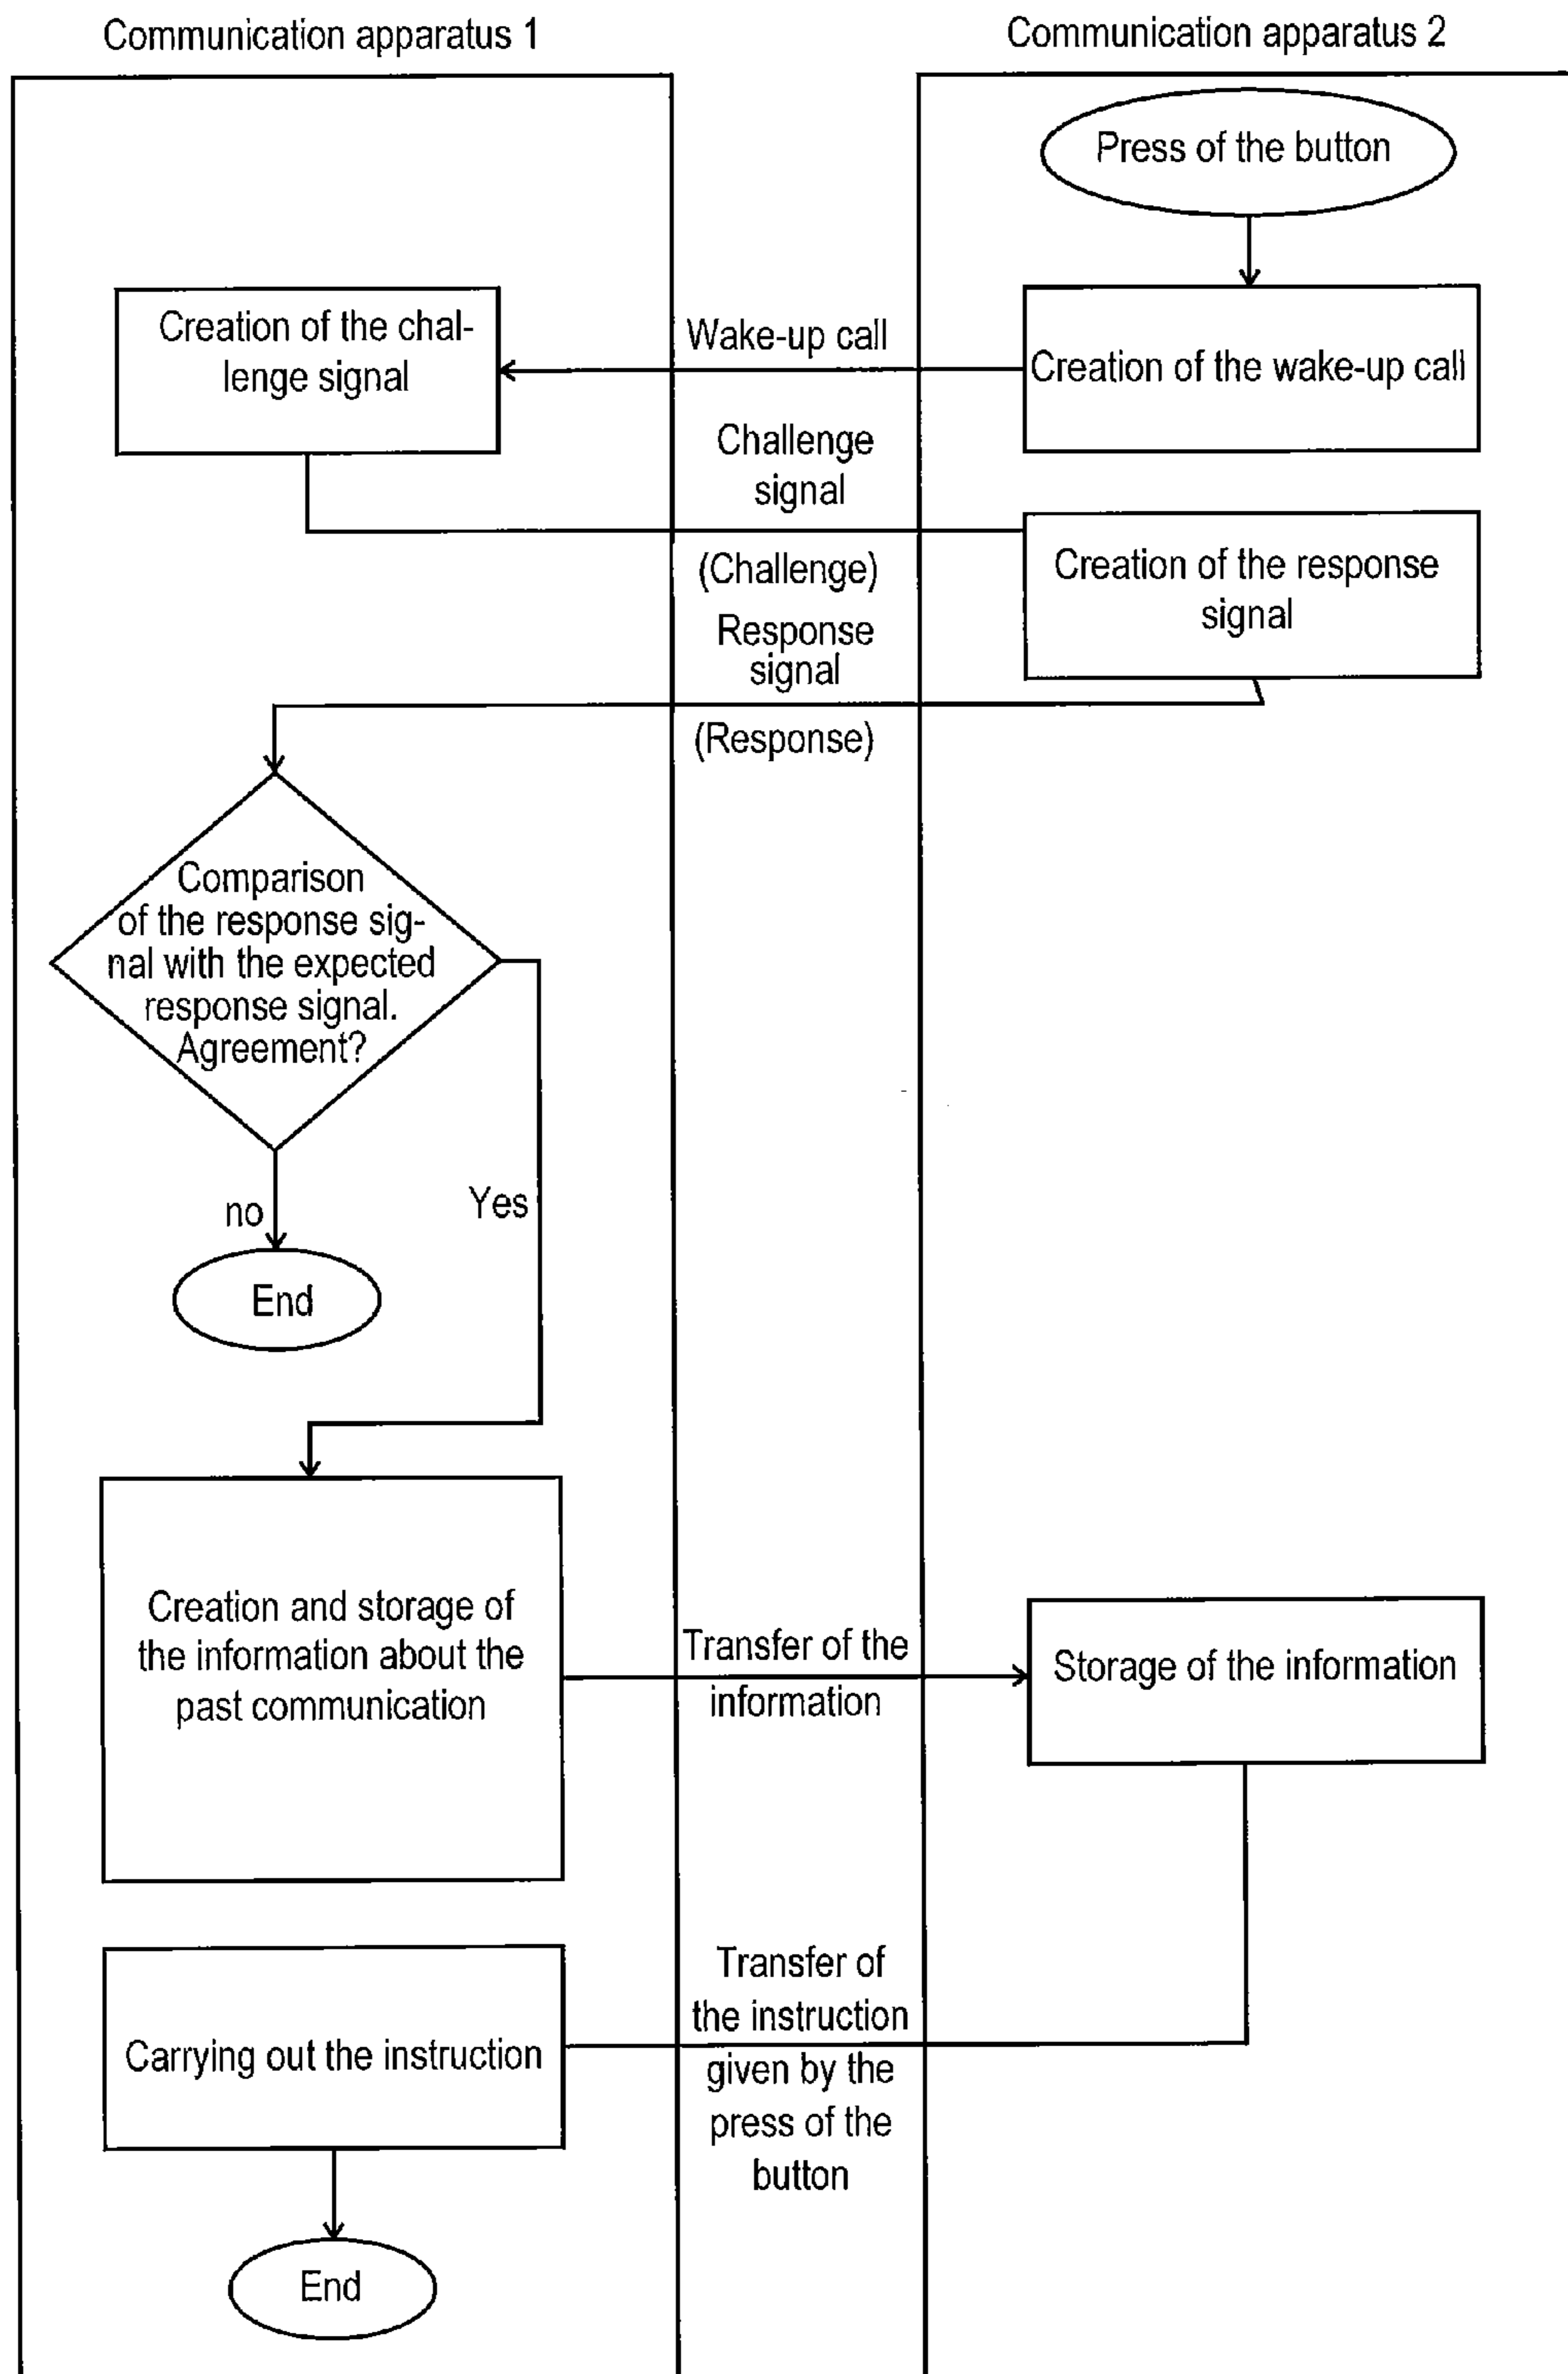 Communication apparatus 1
Communication apparatus 2
Press of the button
Creation of the chal-
lenge signal
Wake-up call
Creation of the wake-up call
Challenge
signal
(Challenge)
Creation of the response
signal
Response
signal
(Response)
Comparison
of the response sig-
nal with the expected
response signal.
Agreement?
no
Yes
End
Creation and storage of
the information about the
past communication
Transfer of the
information
Storage of the information
Transfer of
the instruction
given by the
press of the
button
Carrying out the instruction
End